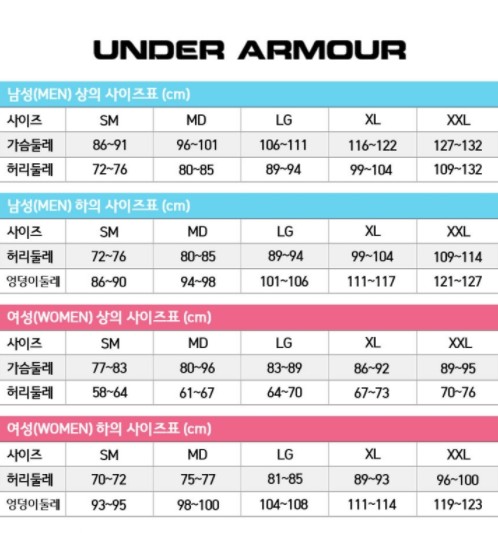 UNDER ARMOUR
남성(MEN) 상의 사이즈표 (cm)
사이즈 SM MD LG XL XXL
가슴둘레 86~91 96~101 106~111 116~122 127~132
허리둘레 72~76 80~85 89~94 99~104 109~132
남성(MEN) 하의 사이즈표 (cm)
사이즈 SM MD LG XL XXL
허리둘레 72~76 80~85 89~94 99~104 109~114
엉덩이둘레 86~90 94~98 101~106 111~117 121~127
여성(WOMEN) 상의 사이즈표 (cm)
사이즈 SM MD LG XL XXL
가슴둘레 77~83 80~96 83~89 86~92 89~95
허리둘레 58~64 61~67 64~70 67~73 70~76
여성(WOMEN) 하의 사이즈표 (cm)
사이즈 SM MD LG XL XXL
허리둘레 70~72 75~77 81~85 89~93 96~100
엉덩이둘레 93~95 98~100 104~108 111~114 119~123